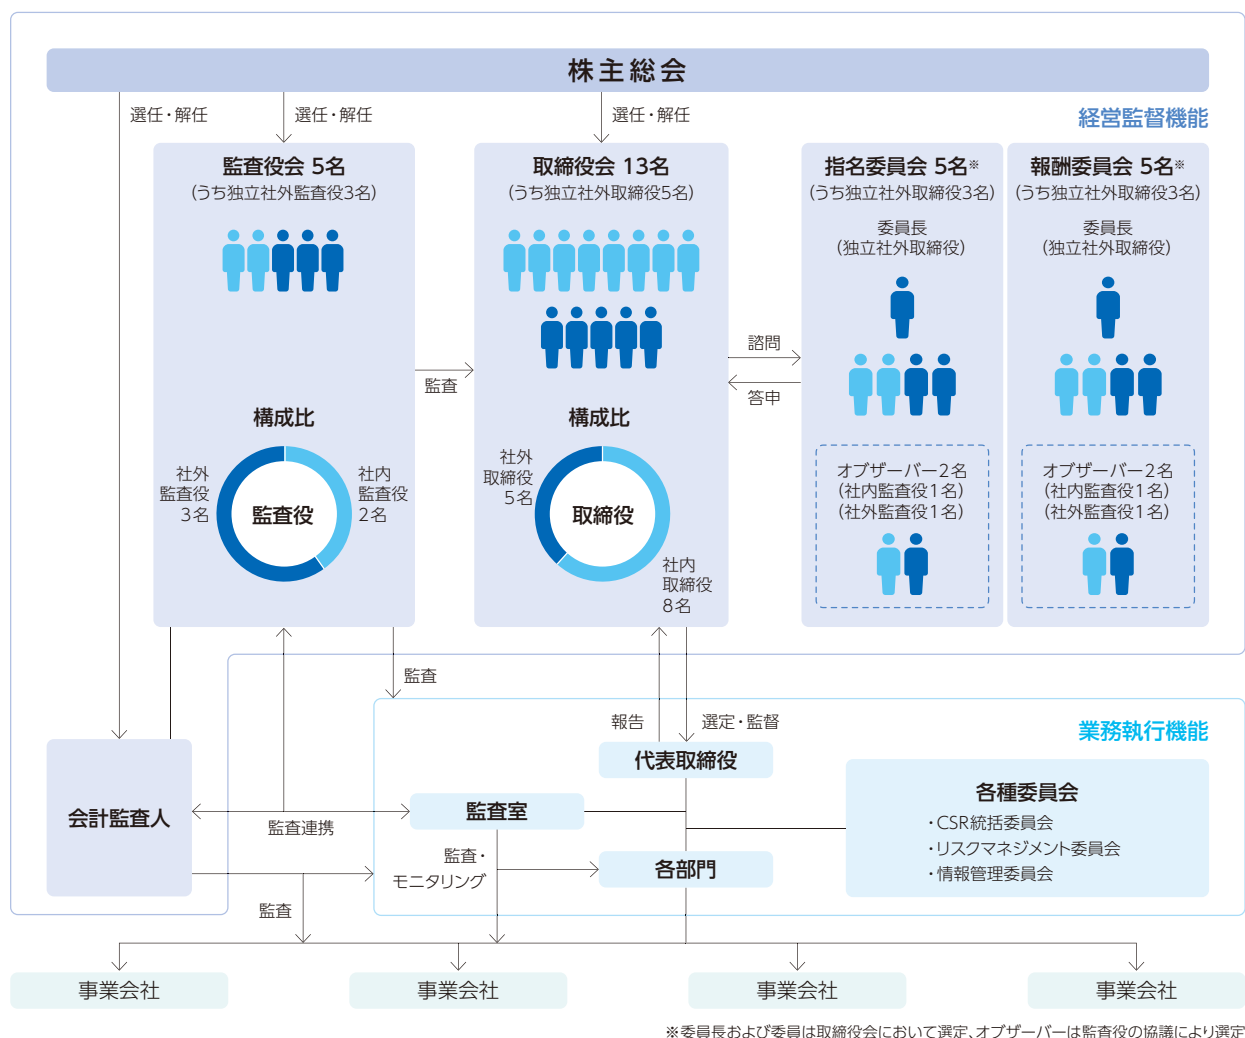 株主総会
選任・解任
選任・解任
選任・解任
経営監督機能
監査役会 5名
(うち独立社外監査役3名)
取締役会 13名
(うち独立社外取締役5名)
指名委員会 5名※
(うち独立社外取締役3名)
委員長
(独立社外取締役)
報酬委員会 5名※
(うち独立社外取締役3名)
委員長
(独立社外取締役)
監査
諮問
答申
構成比
社外
監査役
3名
監査役
社内
監査役
2名
構成比
社外
取締役
5名
取締役
社内
取締役
8名
オブザーバー2名
(社内監査役1名)
(社外監査役1名)
オブザーバー2名
(社内監査役1名)
(社外監査役1名)
監査
報告
選定・監督
業務執行機能
代表取締役
会計監査人
監査連携
監査室
監査・
モニタリング
各部門
各種委員会
・CSR統括委員会
・リスクマネジメント委員会
・情報管理委員会
監査
事業会社
事業会社
事業会社
事業会社
※委員長および委員は取締役会において選定、オブザーバーは監査役の協議により選定